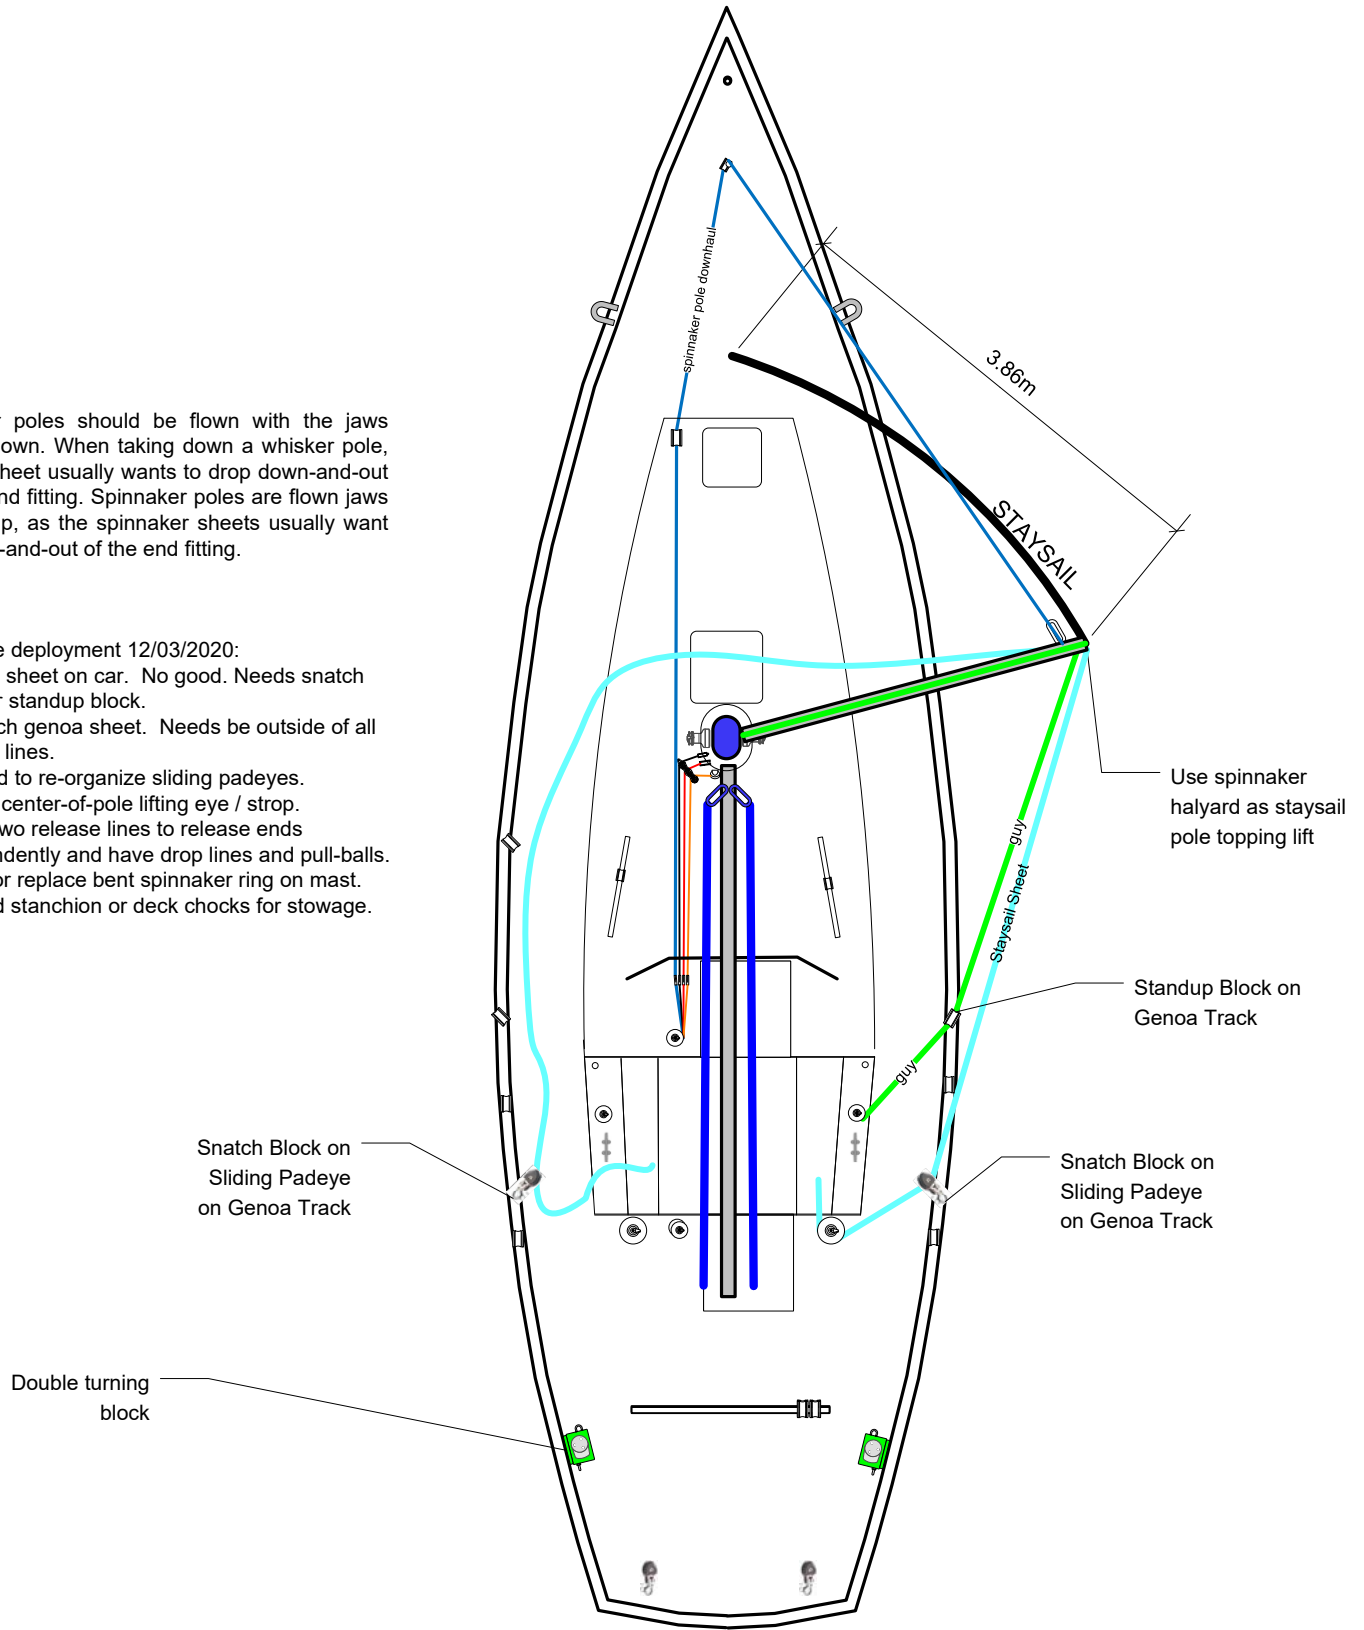 spinnaker pole downhaul
3.86m
STAYSAIL
poles should be flown with the jaws
own. When taking down a whisker pole,
sheet usually wants to drop down-and-out
nd fitting. Spinnaker poles are flown jaws
p, as the spinnaker sheets usually want
-and-out of the end fitting.
e deployment 12/03/2020:
sheet on car. No good. Needs snatch
r standup block.
ch genoa sheet. Needs be outside of all
lines.
d to re-organize sliding padeyes.
center-of-pole lifting eye / strop.
wo release lines to release ends
ndently and have drop lines and pull-balls.
or replace bent spinnaker ring on mast.
d stanchion or deck chocks for stowage.
Use spinnaker
halyard as staysail
pole topping lift
guy
Staysail Sheet
Standup Block on
Genoa Track
guy
Snatch Block on
Sliding Padeye
on Genoa Track
Snatch Block on
Sliding Padeye
on Genoa Track
Double turning
block